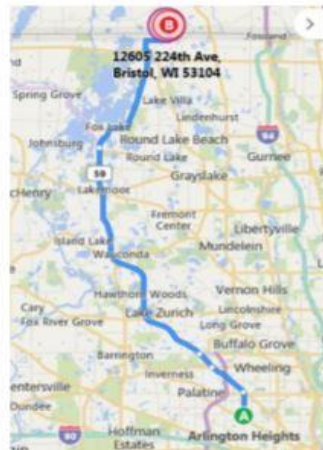 B
12605 224th Ave,
Bristol, WI 53104
Spring Grove
Lake Villa
Lindenhurst
Fox Lake
Johnsburg
Round Lake Beach
Round Lake
Gurnee
94
59
Grayslake
McHenry
Lakemoor
Fremont
Center
Libertyville
Island Lake
Mundelein
Wauconda
Hawthorn Woods
Vernon Hills
Cary
Lake Zurich
Lincolnshire
Fox River Grove
Long Grove
Buffalo Grove
Barrington
Wheeling
Inverness
Palatine
Dundee
A
Hoffman
Estates
Arlington Heights
90